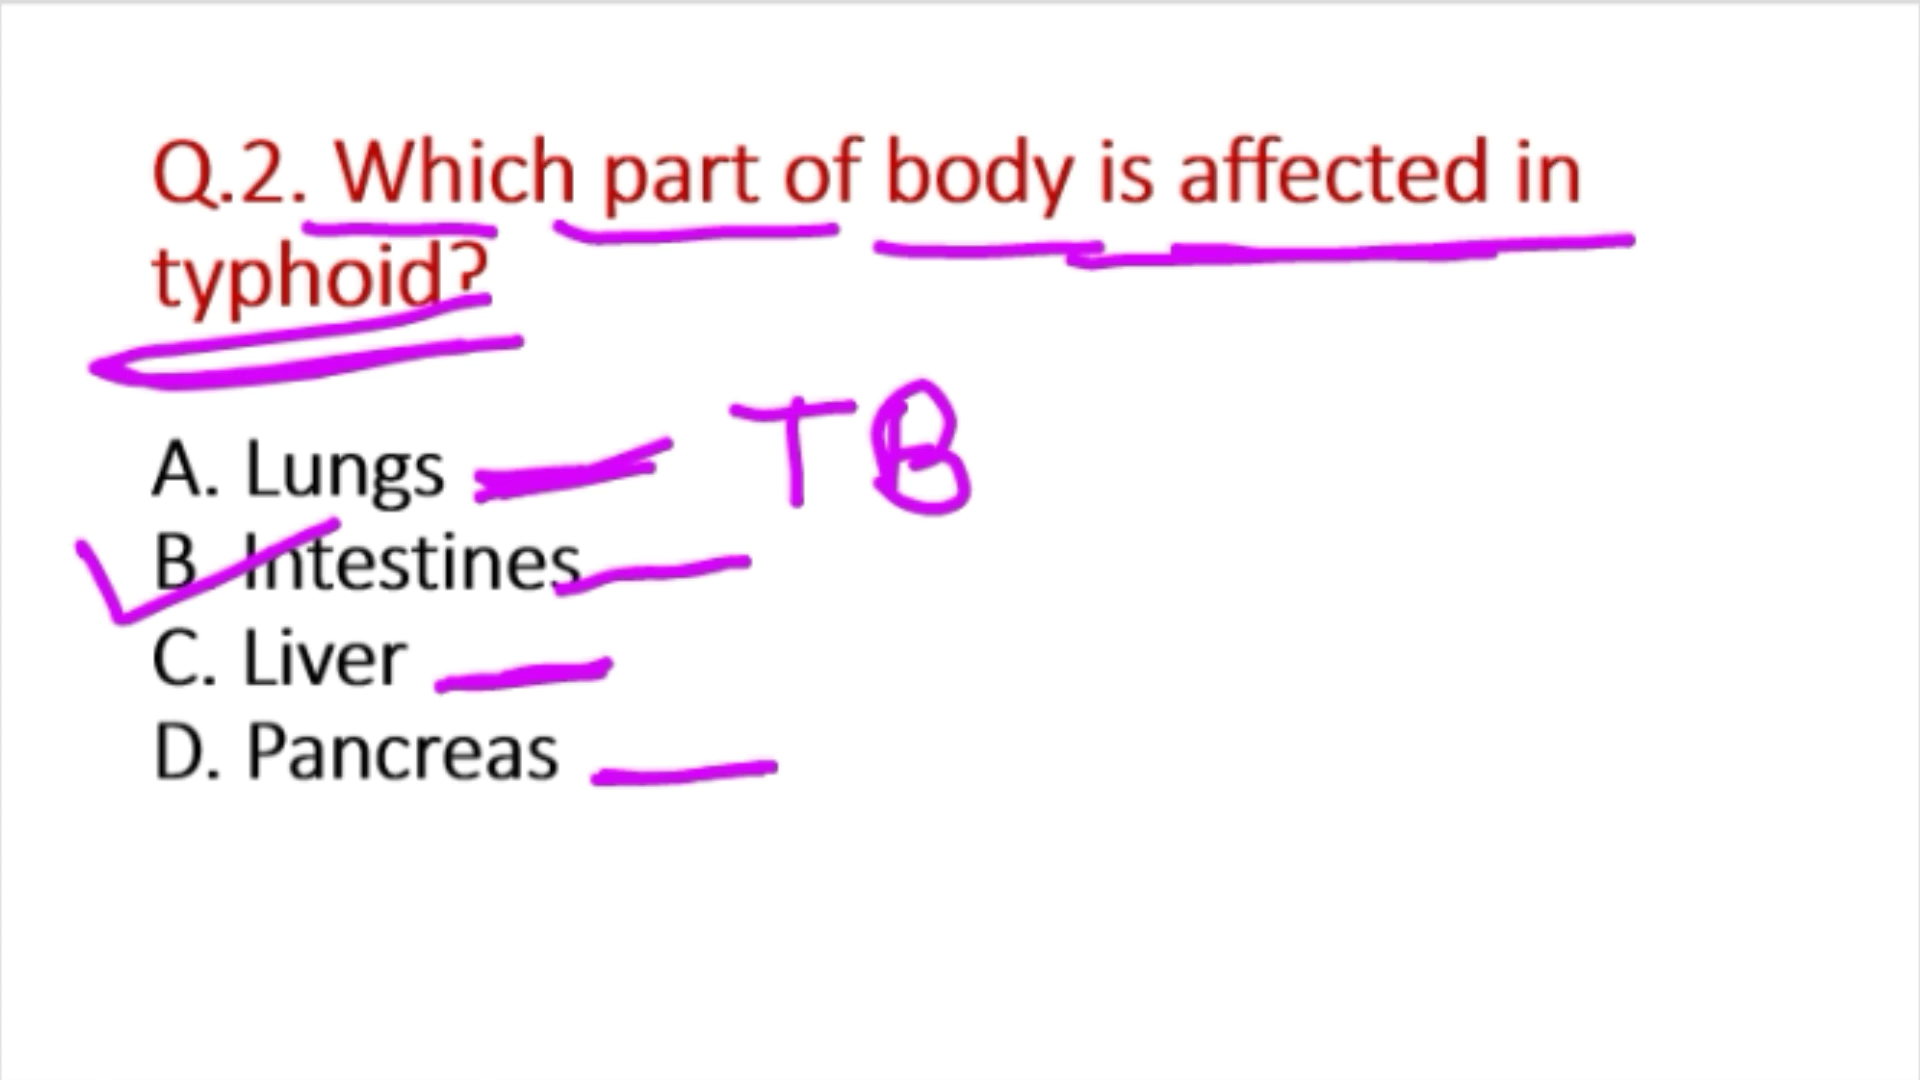 Q.2. Which part of body is affected in
typhoid?
A. Lungs TB
B. Intestines
C. Liver
D. Pancreas